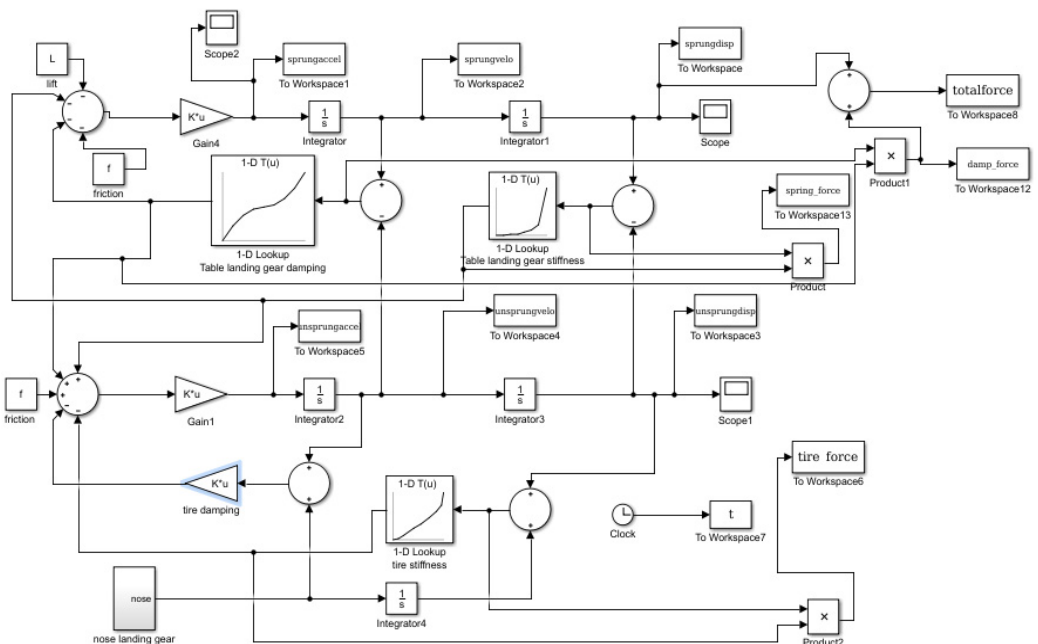 L
lift
Scope2
sprungaccel
To Workspace1
sprungvelo
To Workspace2
sprungdisp
To Workspace
totalforce
To Workspace8
K*u
Gain4
1
s
Integrator
1
s
Integrator1
Scope
f
friction
1-D T(u)
1-D Lookup
Table landing gear damping
1-D T(u)
1-D Lookup
Table landing gear stiffness
×
Product1
damp_force
To Workspace12
spring_force
To Workspace13
×
Product
unsprungaccel
To Workspace5
unsprungvelo
To Workspace4
unsprungdisp
To Workspace3
f
friction
K*u
Gain1
1
s
Integrator2
1
s
Integrator3
Scope1
K*u
tire damping
1-D T(u)
1-D Lookup
tire stiffness
Clock
t
To Workspace7
tire force
To Workspace6
nose
nose landing gear
1
s
Integrator4
×
Product2